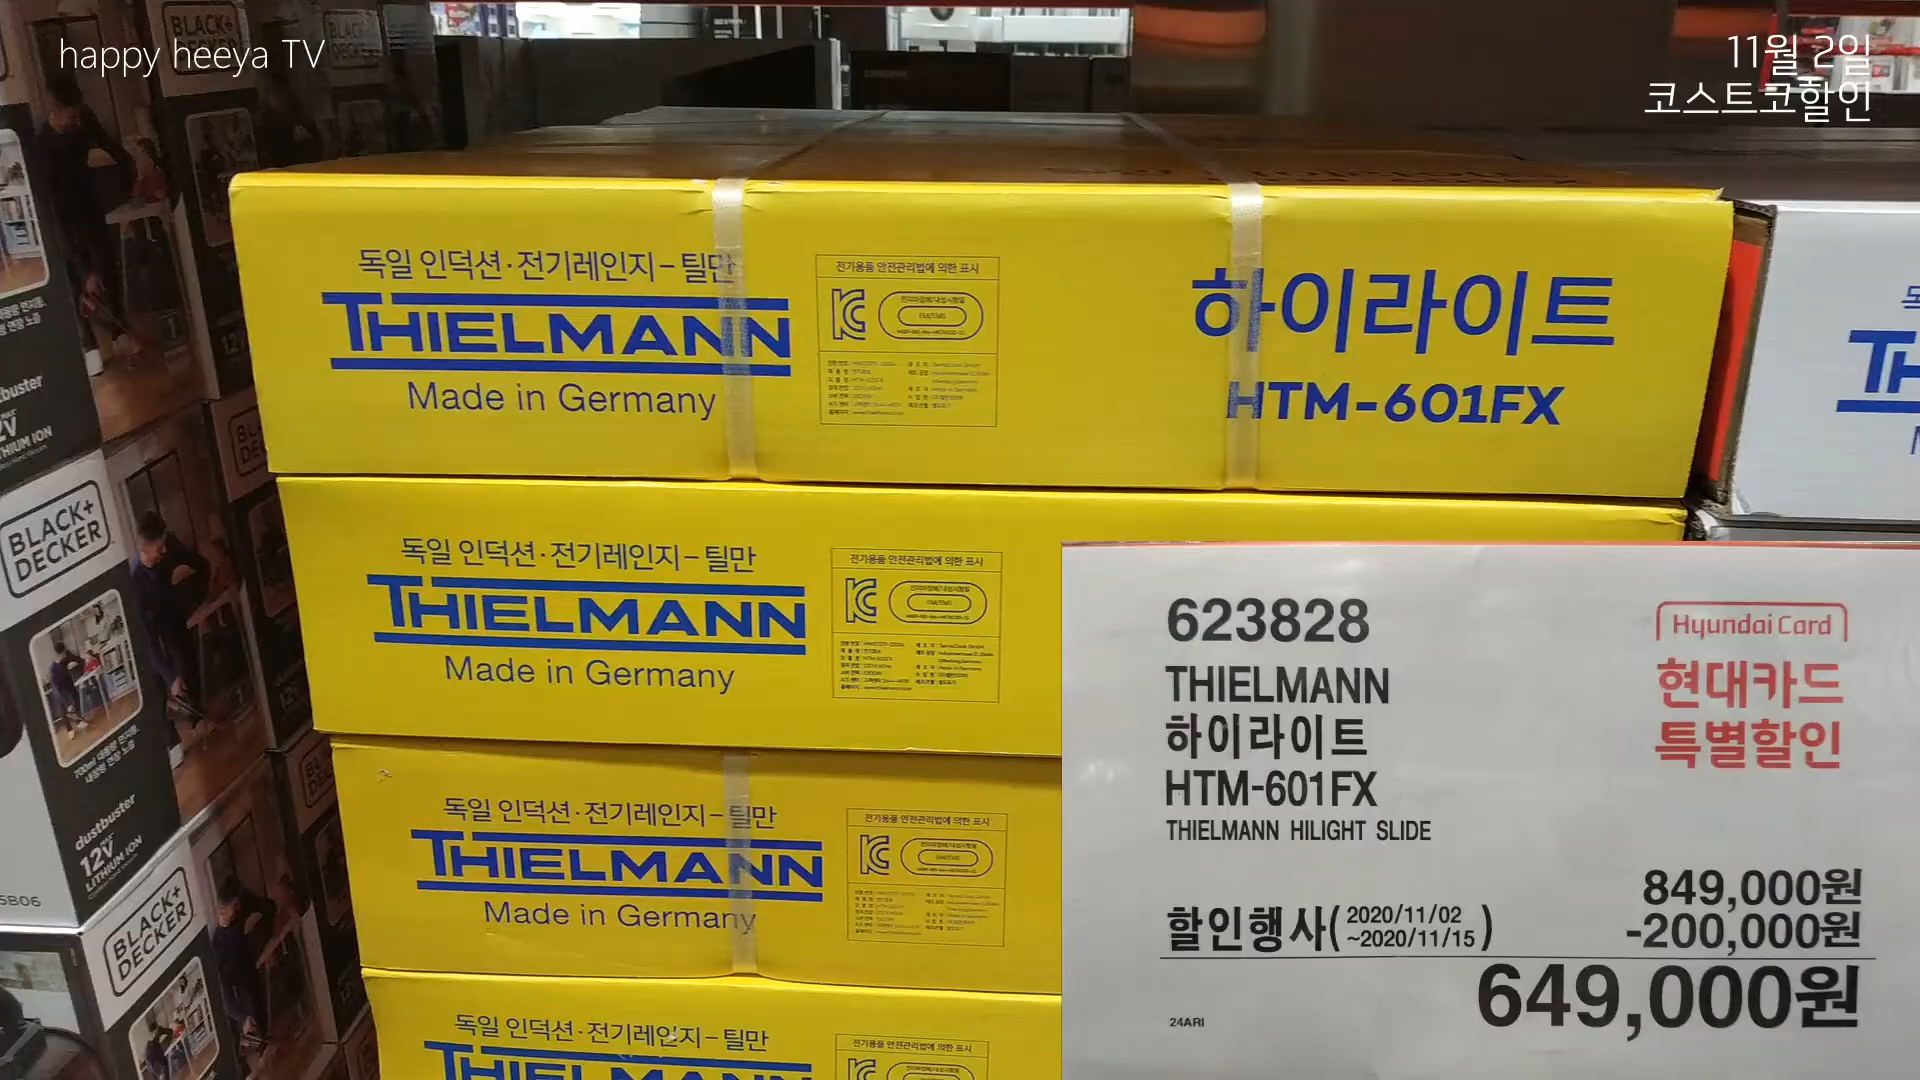 happy heeya TV
11월 2일
코스트코할인
독일 인덕션·전기레인지-틸만
THIELMANN
Made in Germany
전기용품 안전관리법에 의한 표시
하이라이트
HTM-601FX
독일 인덕션·전기레인지-틸만
THIELMANN
Made in Germany
전기용품 안전관리법에 의한 표시
독일 인덕션·전기레인지-틸만
THIELMANN
Made in Germany
전기용품 안전관리법에 의한 표시
독일 인덕션·전기레인지-틸만
THIELMANN
전기용품 안전관리법에 의한 표시
BLACK+
DECKER
BLACK+
DECKER
dustbuster
12V
LITHIUM ION
BLACK+
DECKER
5B06
623828
THIELMANN
하이라이트
HTM-601FX
THIELMANN HILIGHT SLIDE
Hyundai Card
현대카드
특별할인
849,000원
할인행사(2020/11/02
~2020/11/15)
-200,000원
649,000원
24ARI